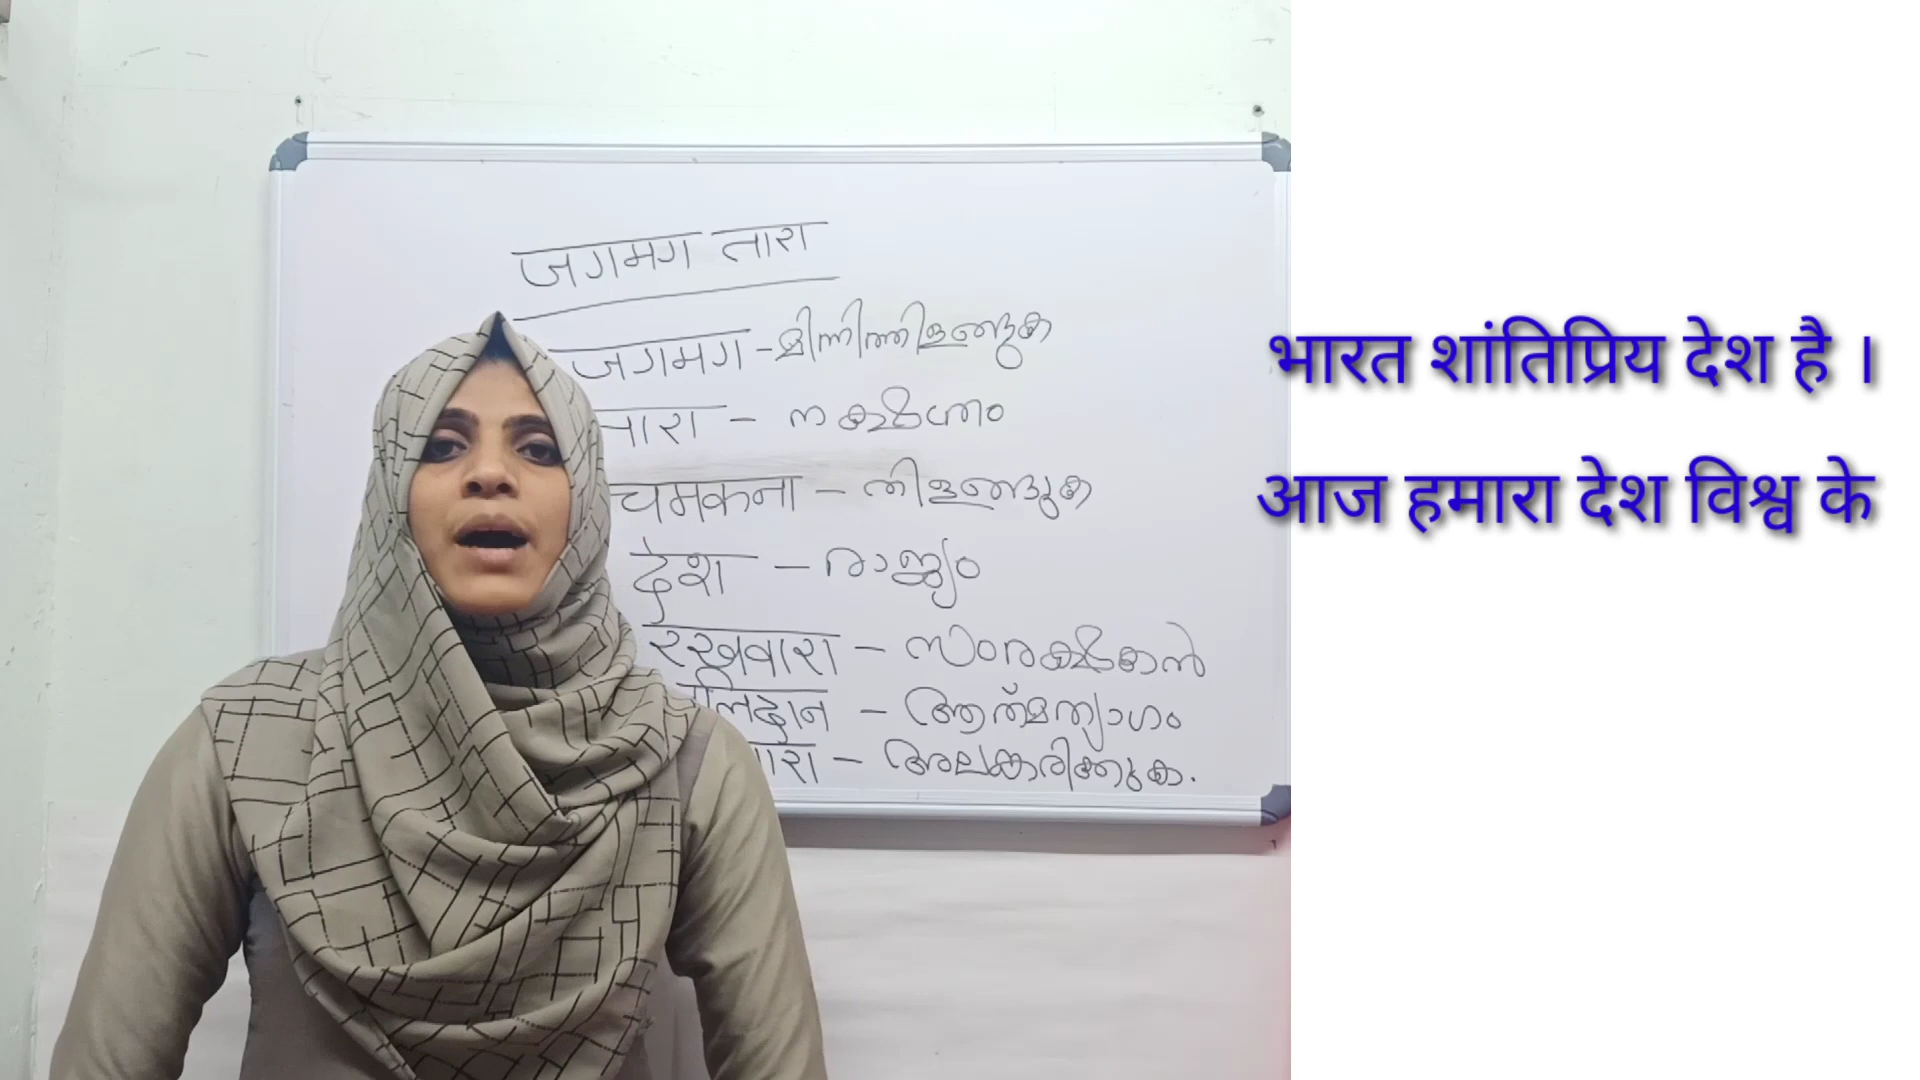 जगमग तारा
जगमग - മിന്നിത്തിളങ്ങുക
तारा - നക്ഷത്രം
चमकना - തിളങ്ങുക
देश - രാജ്യം
रखवारा - സംരക്ഷകൻ
बलिदान - ആത്മത്യാഗം
ारा - അലങ്കരിക്കുക.
भारत शांतिप्रिय देश है ।
आज हमारा देश विश्व के